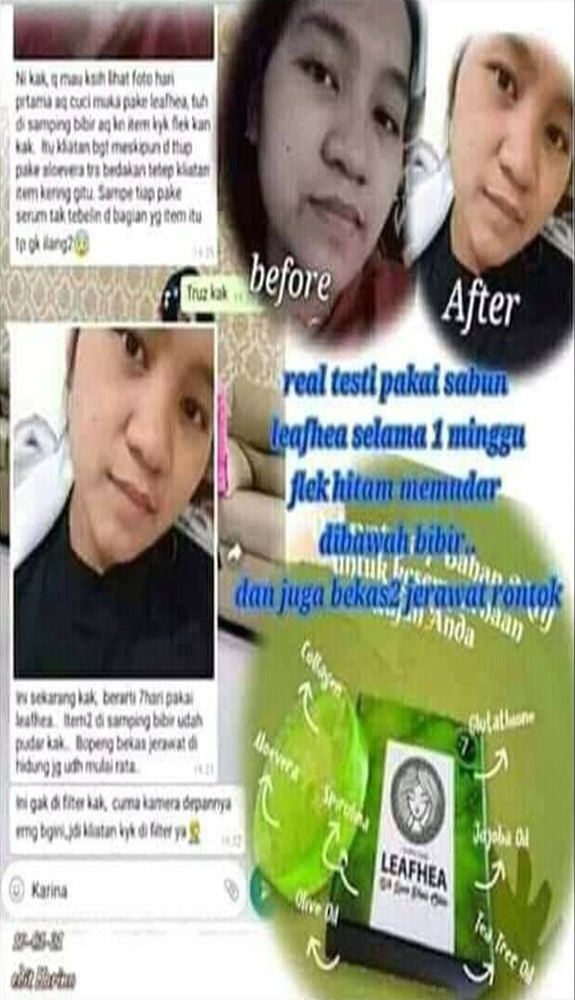 Ni kak, q mau ksih lihat foto hari
prtama aq cuci muka pake leafhea, tuh
di samping bibir aq kn item kyk flek kan
kak. Itu kliatan bgt meskipun d ttup
pake aloevera trs bedakan tetep kliatan
item kering gitu. Sampe tiap pake
serum tak tebelin d bagian yg item itu
tp gk ilang2
Truz kak
before
After
real testi pakai sabun
leafhea selama 1 minggu
flek hitam memudar
dibawah bibir..
dan juga bekas2 jerawat rontok
bahan
untuk
Anda
Ini sekarang kak, berarti 7hari pakai
leafhea.. Item2 di samping bibir udah
pudar kak.. Bopeng bekas jerawat di
hidung jg udh mulai rata..
Ini gak di filter kak, cuma kamera depannya
emg bgini,,jdi kliatan kyk di filter ya
Karina
Collagen
Glutathione
Aloevera
Spirulina
Jojoba Oil
LEAFHEA
Olive Oil
Tea Tree Oil